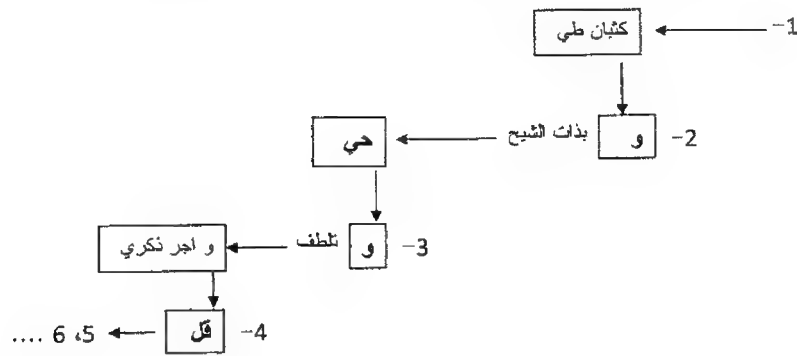 1- كثبان طي
2- و بذات الشيح حي
3- و تلطف و اجر ذكري
4- قل 5، 6 ....